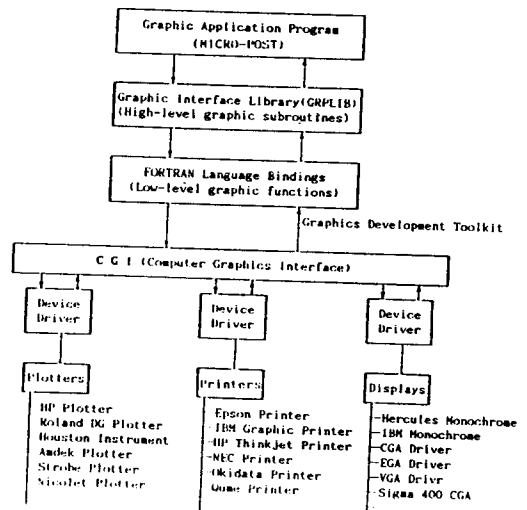 Graphic Application Program
(MICRO-POST)
Graphic Interface Library(GRPLIB)
(High-level graphic subroutines)
FORTRAN Language Bindings
(Low-level graphic functions)
Graphics Development Toolkit
C G I (Computer Graphics Interface)
Device
Driver
Device
Driver
Device
Driver
Plotters
Printers
Displays
HP Plotter
Roland DG Plotter
Houston Instrument
Amdek Plotter
Strobe Plotter
Nicolet Plotter
Epson Printer
IBM Graphic Printer
HP Thinkjet Printer
NEC Printer
Okidata Printer
Qume Printer
Hercules Monochrome
IBM Monochrome
CGA Driver
EGA Driver
VGA Drivr
Sigma 400 CGA